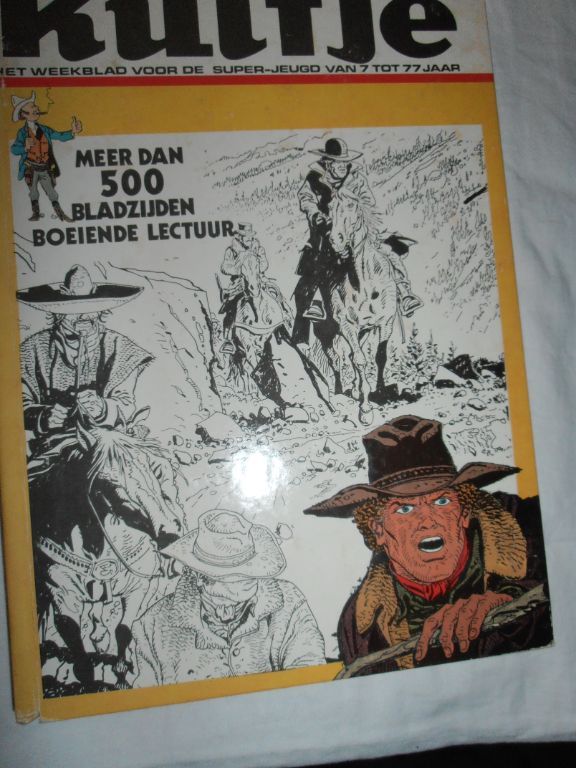 Kuifje
HET WEEKBLAD VOOR DE SUPER-JEUGD VAN 7 TOT 77 JAAR
MEER DAN
500
BLADZIJDEN
BOEIENDE LECTUUR